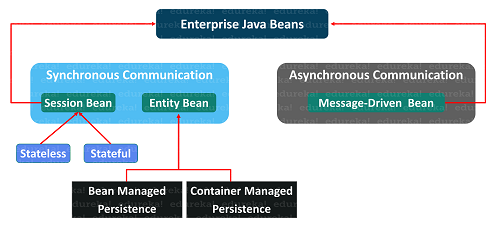 Enterprise Java Beans
Synchronous Communication
Asynchronous Communication
Session Bean
Entity Bean
Message-Driven Bean
Stateless
Stateful
Bean Managed
Persistence
Container Managed
Persistence